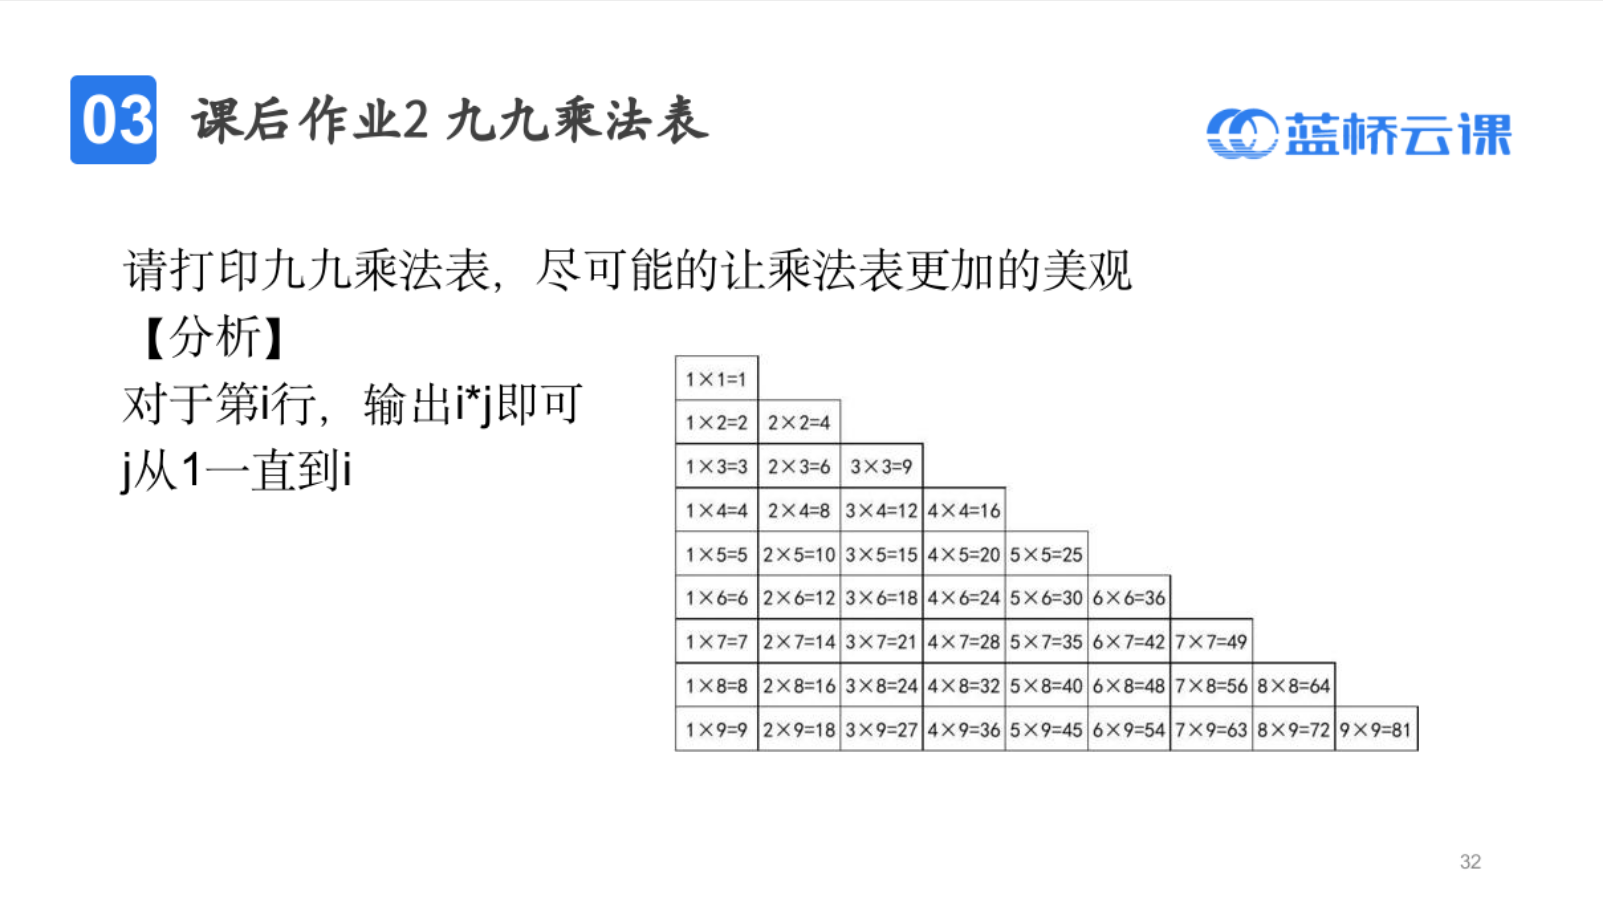 03 课后作业2 九九乘法表
蓝桥云课
请打印九九乘法表，尽可能的让乘法表更加的美观
【分析】
对于第i行，输出i*j即可
j从1一直到i
1×1=1
1×2=2 2×2=4
1×3=3 2×3=6 3×3=9
1×4=4 2×4=8 3×4=12 4×4=16
1×5=5 2×5=10 3×5=15 4×5=20 5×5=25
1×6=6 2×6=12 3×6=18 4×6=24 5×6=30 6×6=36
1×7=7 2×7=14 3×7=21 4×7=28 5×7=35 6×7=42 7×7=49
1×8=8 2×8=16 3×8=24 4×8=32 5×8=40 6×8=48 7×8=56 8×8=64
1×9=9 2×9=18 3×9=27 4×9=36 5×9=45 6×9=54 7×9=63 8×9=72 9×9=81
32